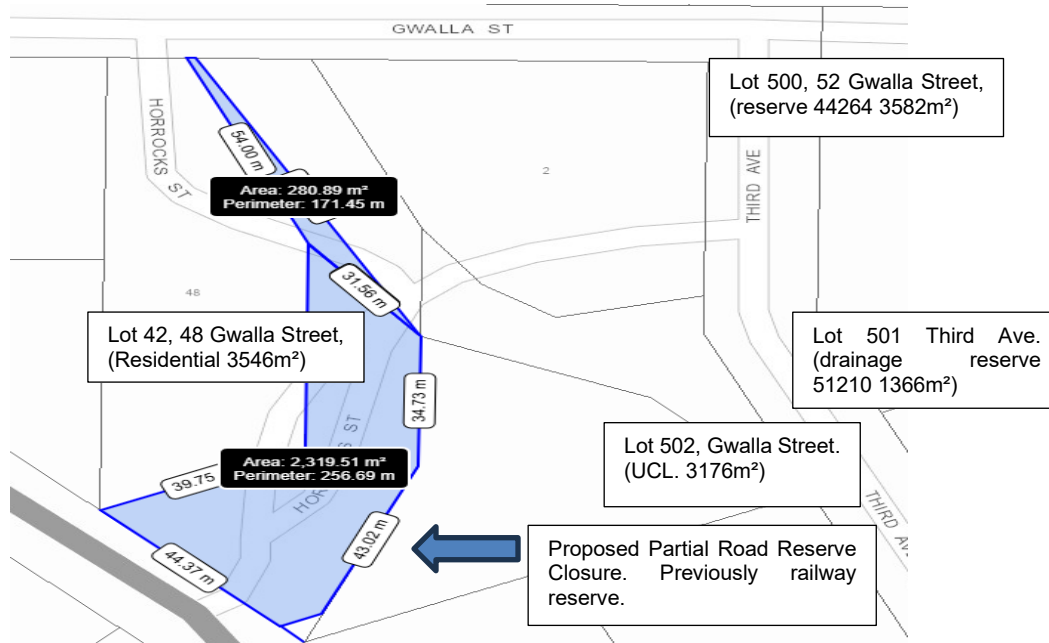 GWALLA ST
Lot 500, 52 Gwalla Street,
(reserve 44264 3582m²)
HORROCKS ST
54.00 m
THIRD AVE
Area: 280.89 m²
Perimeter: 171.45 m
2
31.56 m
48
Lot 42, 48 Gwalla Street,
(Residential 3546m²)
Lot 501 Third Ave.
(drainage reserve
51210 1366m²)
34.73 m
Lot 502, Gwalla Street.
(UCL. 3176m²)
Area: 2,319.51 m²
Perimeter: 256.69 m
39.75
THIRD AV
43.02 m
Proposed Partial Road Reserve
Closure. Previously railway
reserve.
44.37 m